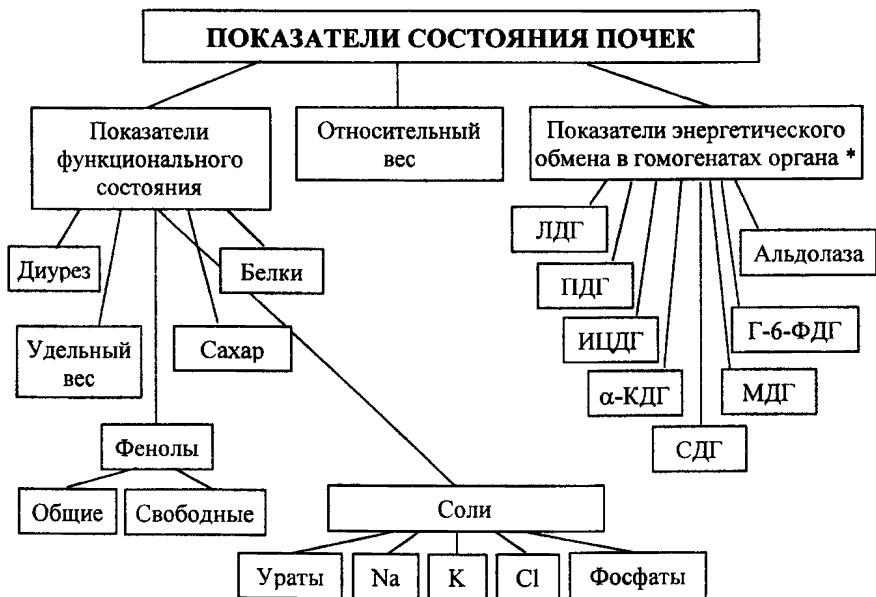 ПОКАЗАТЕЛИ СОСТОЯНИЯ ПОЧЕК
Показатели
функционального
состояния
Относительный
вес
Показатели энергетического
обмена в гомогенатах органа *
Диурез
Удельный
вес
Фенолы
Общие
Свободные
Сахар
Белки
Соли
Ураты
Na
K
Cl
Фосфаты
ЛДГ
ПДГ
ИЦДГ
α-КДГ
СДГ
МДГ
Г-6-ФДГ
Альдолаза